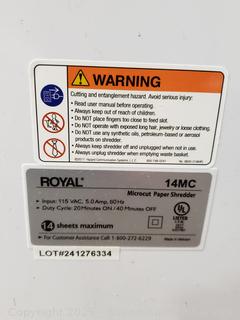 WARNING
Cutting and entanglement hazard. Avoid serious injury:
• Read user manual before operating.
• Always keep out of reach of children.
• Do NOT place fingers too close to feed slot.
• Do NOT operate with exposed long hair, jewelry or loose clothing.
• Do NOT use any synthetic oils, petroleum-based or aerosol
products on shredder.
• Always keep shredder off and unplugged when not in use.
• Always unplug shredder when emptying waste basket.
ROYAL®
14MC
Microcut Paper Shredder
• Input: 115 VAC, 5.0 Amp, 60Hz
• Duty Cycle: 20 Minutes ON / 40 Minutes OFF
14 sheets maximum
• For Customer Assistance Call 1-800-272-6229
UL
LISTED
Made in Vietnam
LOT#241276334